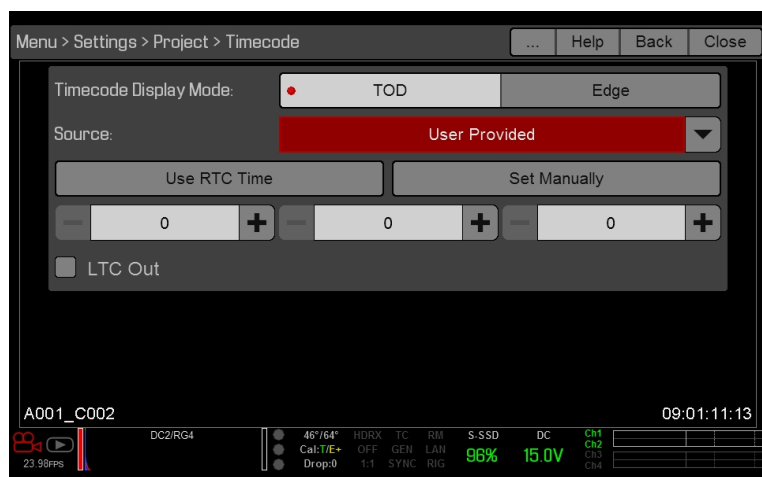 Menu > Settings > Project > Timecode ... Help Back Close
Timecode Display Mode: TOD Edge
Source: User Provided
Use RTC Time Set Manually
0 0 0
LTC Out
A001_C002 09:01:11:13
DC2/RG4 46°/64° HDRX TC RM S-SSD DC Ch1
Cal:T/E+ OFF GEN LAN 96% 15.0V Ch2
23.98FPS Drop:0 1:1 SYNC RIG Ch3
Ch4